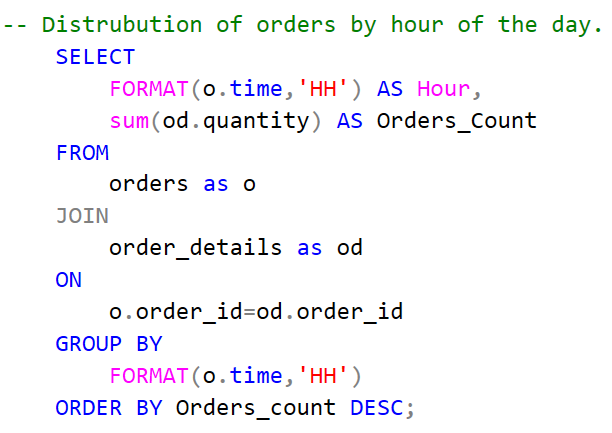 -- Distrubution of orders by hour of the day.
SELECT
FORMAT(o.time,'HH') AS Hour,
sum(od.quantity) AS Orders_Count
FROM
orders as o
JOIN
order_details as od
ON
o.order_id=od.order_id
GROUP BY
FORMAT(o.time,'HH')
ORDER BY Orders_count DESC;